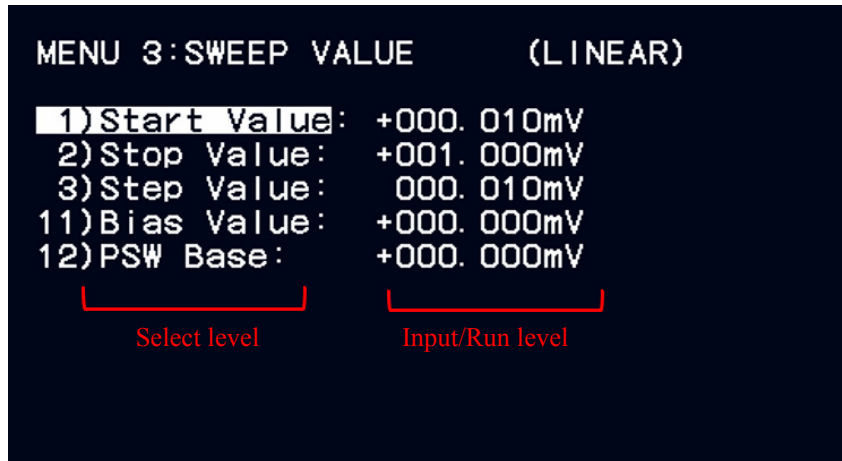 MENU 3:SWEEP VALUE (LINEAR)
1)Start Value: +000.010mV
2)Stop Value: +001.000mV
3)Step Value: 000.010mV
11)Bias Value: +000.000mV
12)PSW Base: +000.000mV
Select level Input/Run level